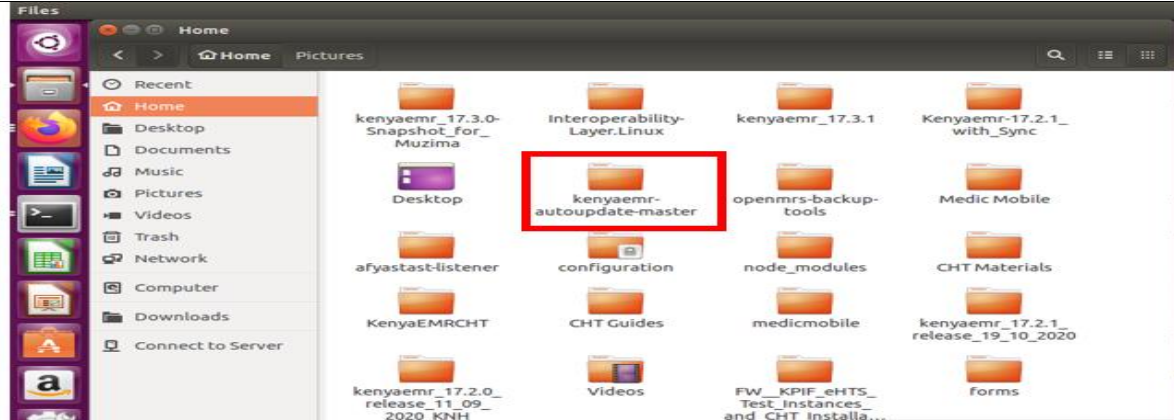 Files
Home
Home Pictures
Recent
Home
Desktop
Documents
Music
Pictures
Videos
Trash
Network
Computer
Downloads
Connect to Server
kenyaemr_17.3.0-
Snapshot_for_
Muzima
Interoperability-
Layer.Linux
kenyaemr_17.3.1
Kenyaemr-17.2.1_
with_Sync
Desktop
kenyaemr-
autoupdate-master
openmrs-backup-
tools
Medic Mobile
afyastast-listener
configuration
node_modules
CHT Materials
KenyaEMRCHT
CHT Guides
medicmobile
kenyaemr_17.2.1_
release_19_10_2020
kenyaemr_17.2.0_
release_11_09_
2020_KNH
Videos
FW__KPIF_eHTS_
Test_Instances_
and_CHT_Installa...
forms